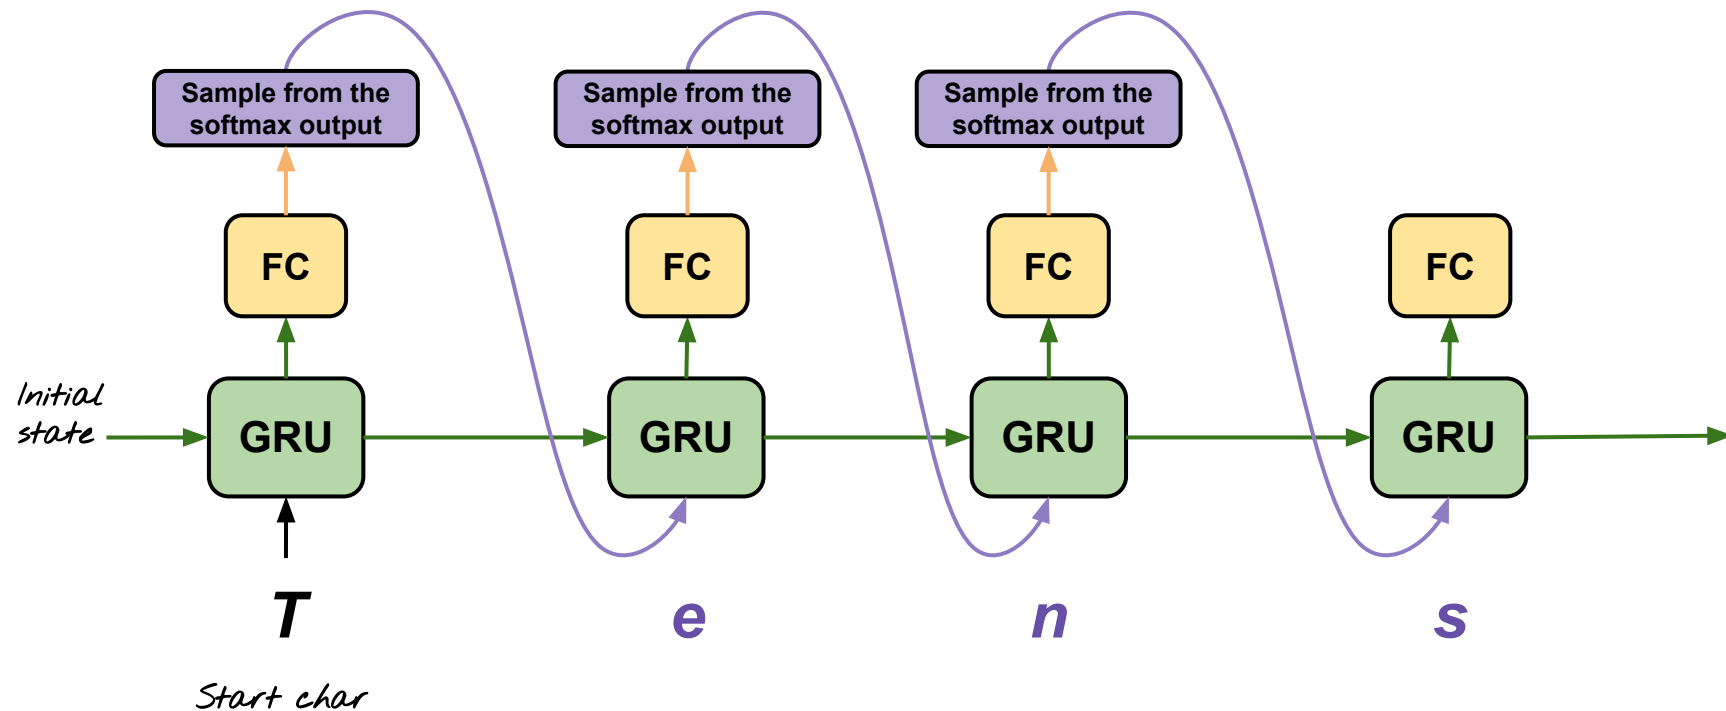 Sample from the
softmax output
Sample from the
softmax output
Sample from the
softmax output
FC
FC
FC
FC
Initial
state
GRU
GRU
GRU
GRU
T
e
n
s
Start char